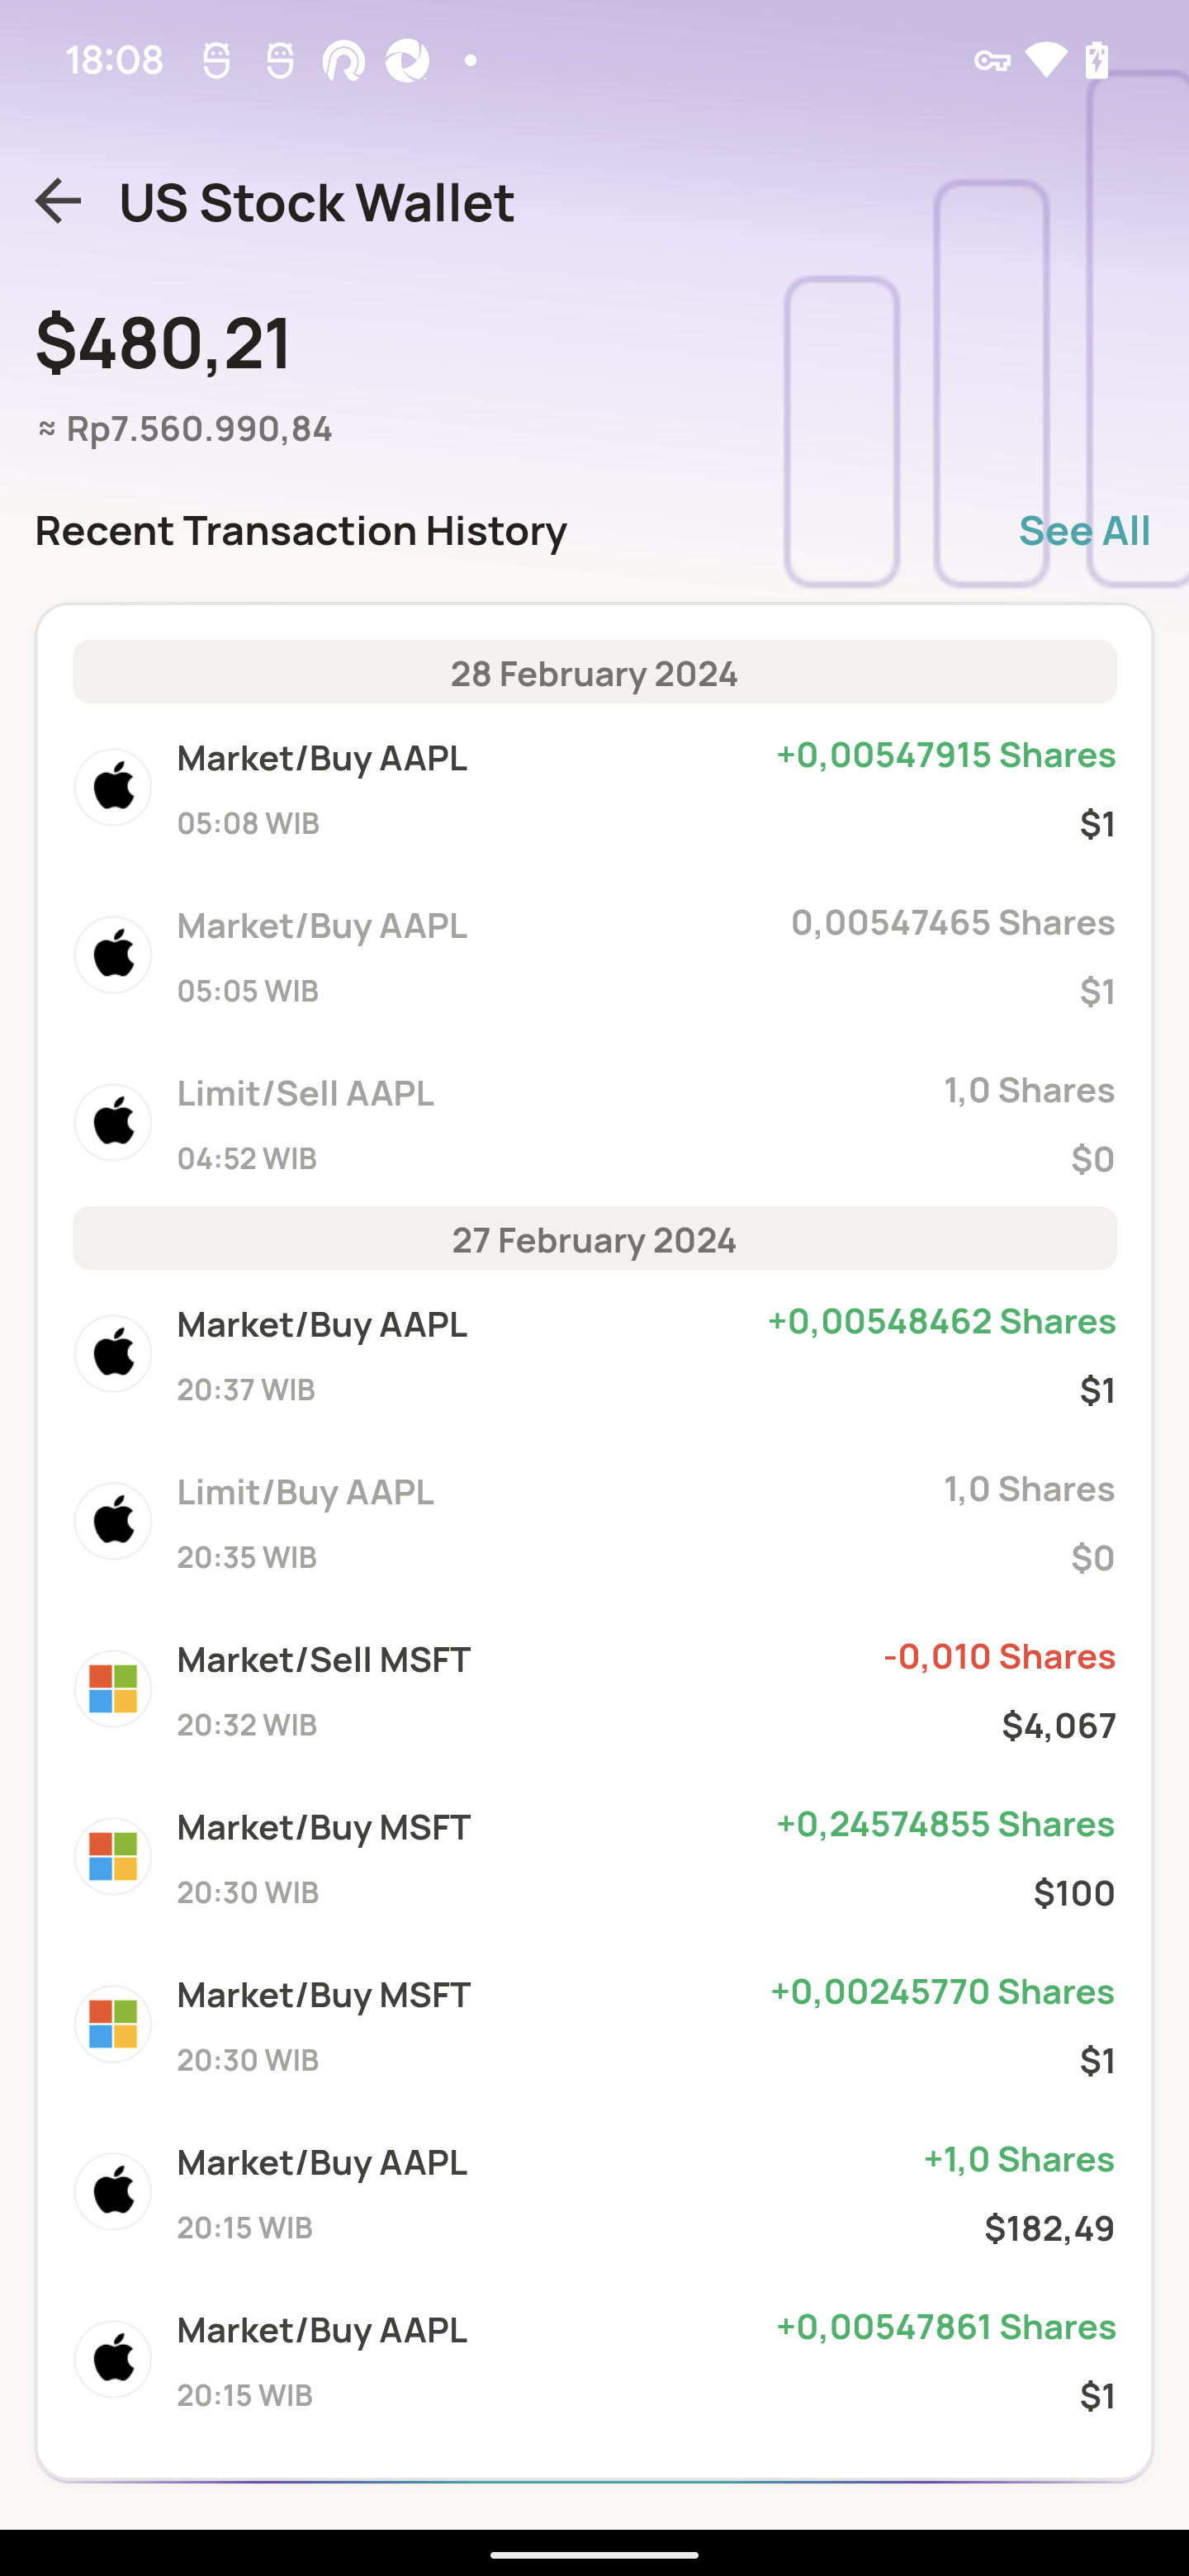 18:08
US Stock Wallet
$480,21
≈ Rp7.560.990,84
Recent Transaction History
See All
28 February 2024
Market/Buy AAPL
+0,00547915 Shares
05:08 WIB
$1
Market/Buy AAPL
0,00547465 Shares
05:05 WIB
$1
Limit/Sell AAPL
1,0 Shares
04:52 WIB
$0
27 February 2024
Market/Buy AAPL
+0,00548462 Shares
20:37 WIB
$1
Limit/Buy AAPL
1,0 Shares
20:35 WIB
$0
Market/Sell MSFT
-0,010 Shares
20:32 WIB
$4,067
Market/Buy MSFT
+0,24574855 Shares
20:30 WIB
$100
Market/Buy MSFT
+0,00245770 Shares
20:30 WIB
$1
Market/Buy AAPL
+1,0 Shares
20:15 WIB
$182,49
Market/Buy AAPL
+0,00547861 Shares
20:15 WIB
$1